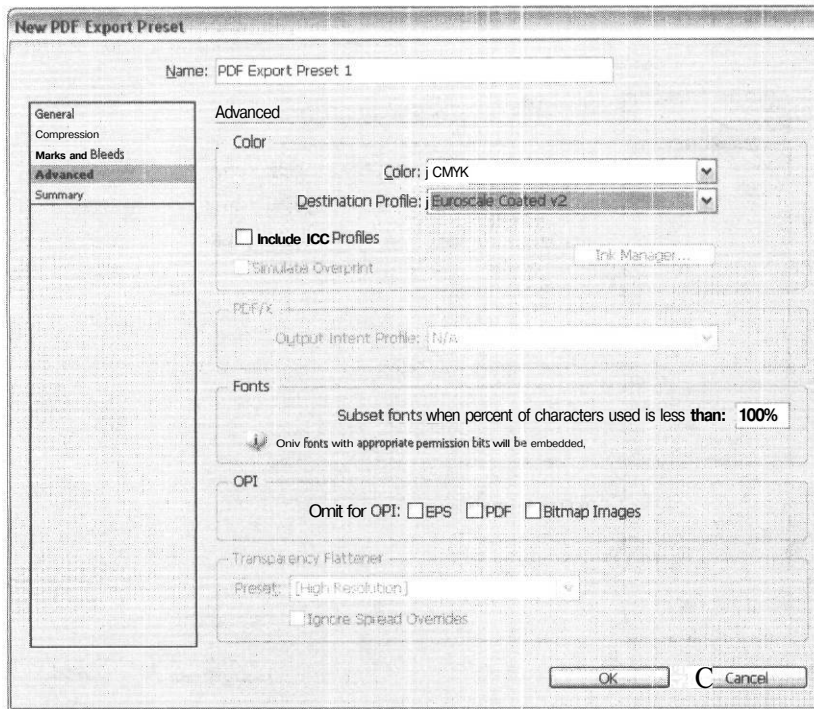 New PDF Export Preset
Name: PDF Export Preset 1
General
Compression
Marks and Bleeds
Advanced
Summary
Advanced
Color
Color: j CMYK
Destination Profile: j Euroscale Coated v2
Include ICC Profiles
Ink Manager...
Simulate Overprint
PDF/X
Output Intent Profile: N/A
Fonts
Subset fonts when percent of characters used is less than: 100%
Oniv fonts with appropriate permission bits will be embedded,
OPI
Omit for OPI: EPS PDF Bitmap Images
Transparency Flattener
Preset: [High Resolution]
Ignore Spread Overrides
OK C Cancel